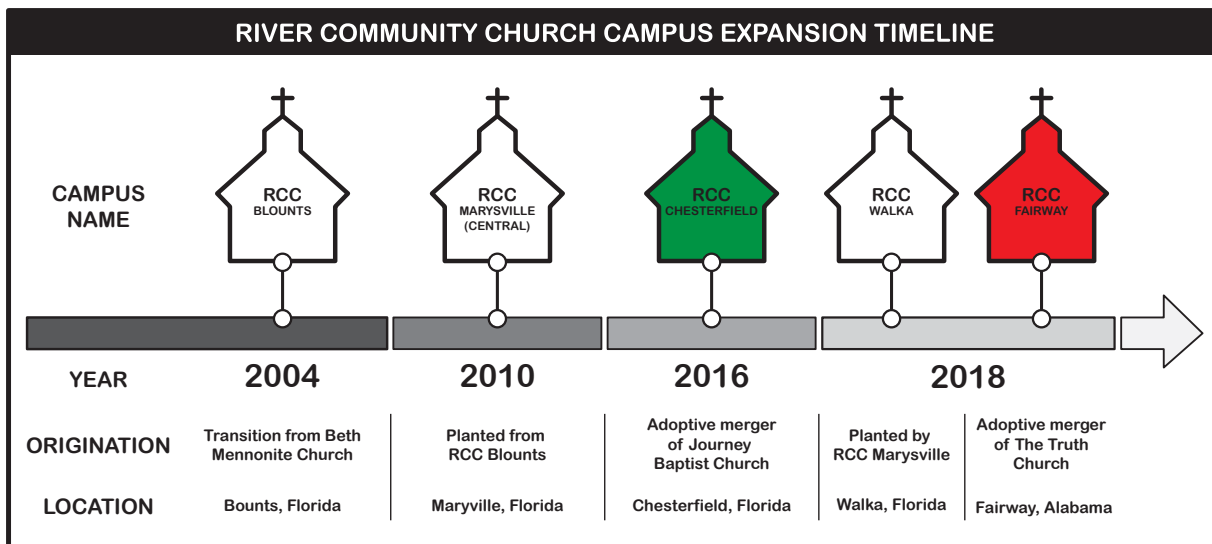 RIVER COMMUNITY CHURCH CAMPUS EXPANSION TIMELINE
CAMPUS
NAME
RCC
BLOUNTS
RCC
MARYSVILLE
(CENTRAL)
RCC
CHESTERFIELD
RCC
WALKA
RCC
FAIRWAY
YEAR
2004
2010
2016
2018
ORIGINATION
Transition from Beth
Mennonite Church
Planted from
RCC Blounts
Adoptive merger
of Journey
Baptist Church
Planted by
RCC Marysville
Adoptive merger
of The Truth
Church
LOCATION
Bounts, Florida
Maryville, Florida
Chesterfield, Florida
Walka, Florida
Fairway, Alabama